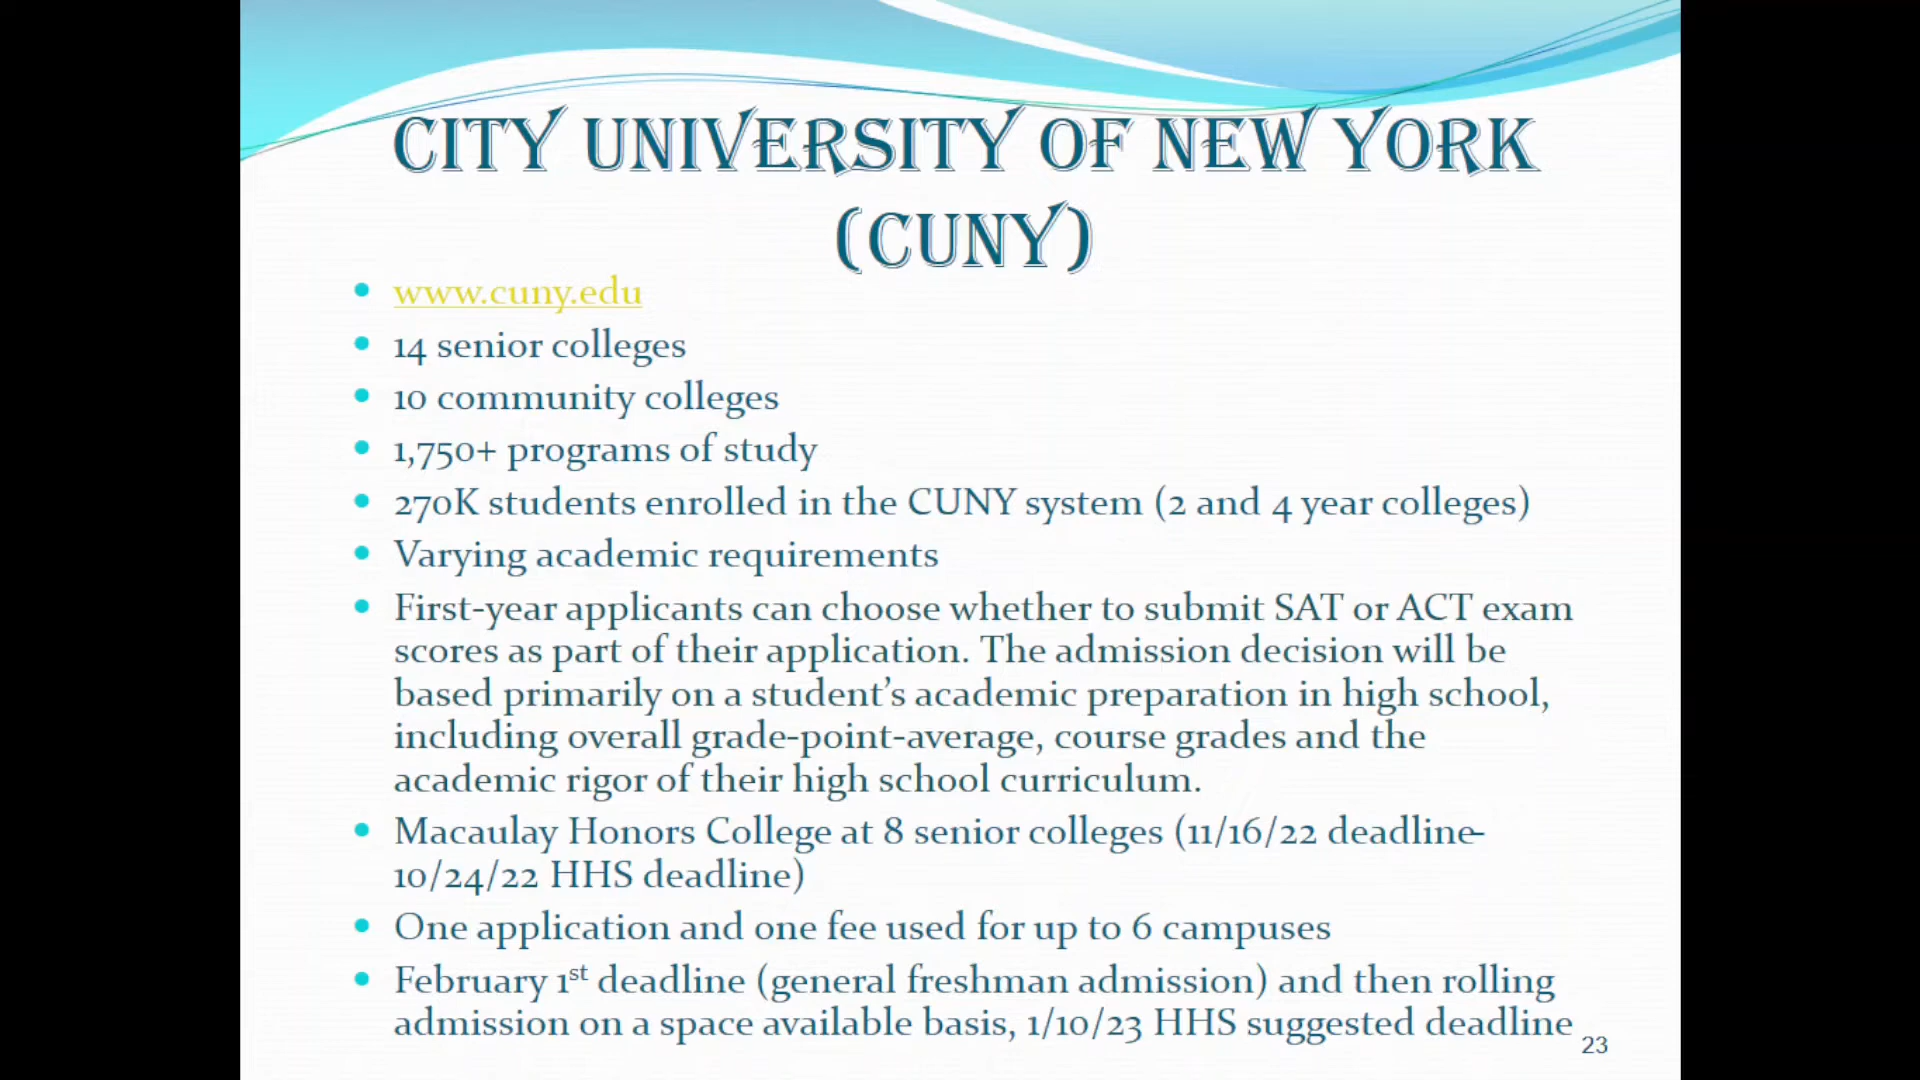 CITY UNIVERSITY OF NEW YORK
(CUNY)
• www.cuny.edu
• 14 senior colleges
• 10 community colleges
• 1,750+ programs of study
• 270K students enrolled in the CUNY system (2 and 4 year colleges)
• Varying academic requirements
• First-year applicants can choose whether to submit SAT or ACT exam
scores as part of their application. The admission decision will be
based primarily on a student’s academic preparation in high school,
including overall grade-point-average, course grades and the
academic rigor of their high school curriculum.
• Macaulay Honors College at 8 senior colleges (11/16/22 deadline-
10/24/22 HHS deadline)
• One application and one fee used for up to 6 campuses
• February 1st deadline (general freshman admission) and then rolling
admission on a space available basis, 1/10/23 HHS suggested deadline
23